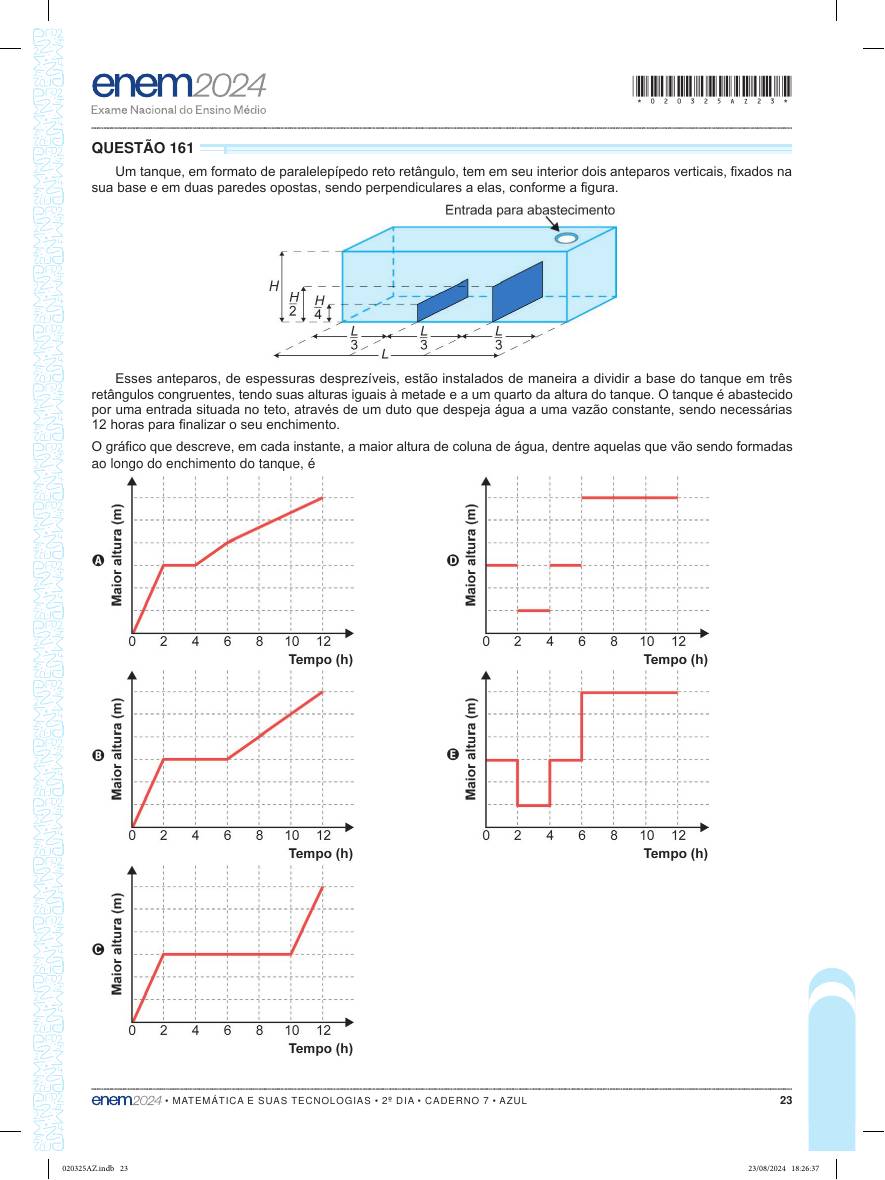 enem2024
Exame Nacional do Ensino Médio
*020325AZ23*
QUESTÃO 161
Um tanque, em formato de paralelepípedo reto retângulo, tem em seu interior dois anteparos verticais, fixados na
sua base e em duas paredes opostas, sendo perpendiculares a elas, conforme a figura.
Entrada para abastecimento
H
H
2
H
4
L
3
L
3
L
3
L
Esses anteparos, de espessuras desprezíveis, estão instalados de maneira a dividir a base do tanque em três
retângulos congruentes, tendo suas alturas iguais à metade e a um quarto da altura do tanque. O tanque é abastecido
por uma entrada situada no teto, através de um duto que despeja água a uma vazão constante, sendo necessárias
12 horas para finalizar o seu enchimento.
O gráfico que descreve, em cada instante, a maior altura de coluna de água, dentre aquelas que vão sendo formadas
ao longo do enchimento do tanque, é
A
Maior altura (m)
0 2 4 6 8 10 12
Tempo (h)
D
Maior altura (m)
0 2 4 6 8 10 12
Tempo (h)
B
Maior altura (m)
0 2 4 6 8 10 12
Tempo (h)
E
Maior altura (m)
0 2 4 6 8 10 12
Tempo (h)
C
Maior altura (m)
0 2 4 6 8 10 12
Tempo (h)
enem2024 • MATEMÁTICA E SUAS TECNOLOGIAS • 2º DIA • CADERNO 7 • AZUL
23
020325AZ.indb 23
23/08/2024 18:26:37